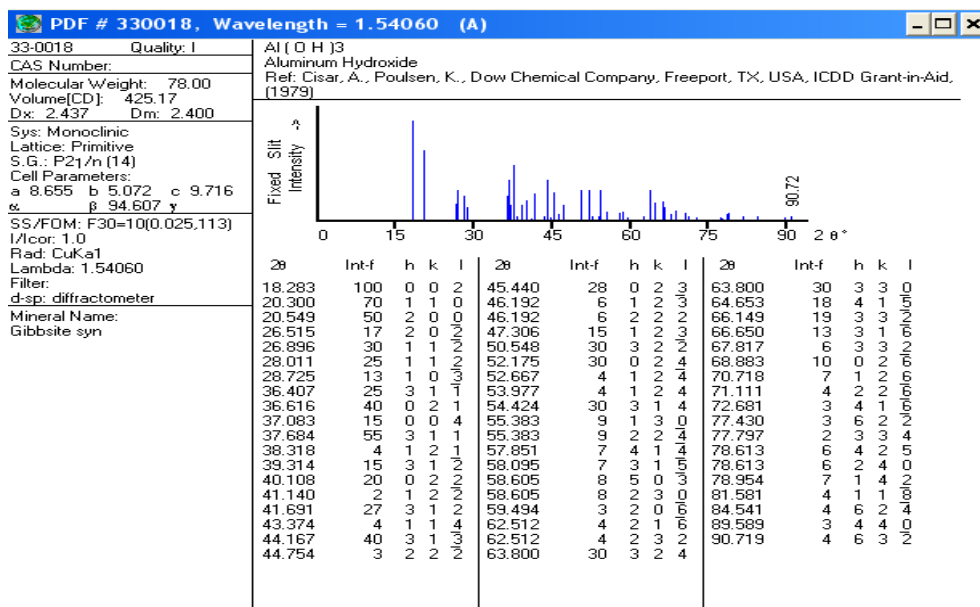 PDF # 330018, Wavelength = 1.54060 (A)
33-0018 Quality: I
CAS Number:
Molecular Weight: 78.00
Volume[CD]: 425.17
Dx: 2.437 Dm: 2.400
Sys: Monoclinic
Lattice: Primitive
S.G.: P21/n (14)
Cell Parameters:
a 8.655 b 5.072 c 9.716
α β 94.607 γ
SS/FOM: F30=10(0.025,113)
I/Icor: 1.0
Rad: CuKa1
Lambda: 1.54060
Filter:
d-sp: diffractometer
Mineral Name:
Gibbsite syn
Al ( O H )3
Aluminum Hydroxide
Ref: Cisar, A., Poulsen, K., Dow Chemical Company, Freeport, TX, USA, ICDD Grant-in-Aid,
(1979)
Fixed Slit
Intensity ->
90.72
0 15 30 45 60 75 90 2 θ°
2θ Int-f h k l 2θ Int-f h k l 2θ Int-f h k l
18.283 100 0 0 2 45.440 28 0 2 3 63.800 30 3 3 0
20.300 70 1 1 0 46.192 6 1 2 3̅ 64.653 18 4 1 5̅
20.549 50 2 0 0 46.192 6 2 2 2 66.149 19 3 3 2
26.515 17 2 0 2̅ 47.306 15 1 2 3 66.650 13 3 1 6̅
26.896 30 1 1 2̅ 50.548 30 3 2 2̅ 67.817 6 3 3 2
28.011 25 1 1 2 52.175 30 0 2 4 68.883 10 0 2 6
28.725 13 1 0 3̅ 52.667 4 1 2 4̅ 70.718 7 1 2 6
36.407 25 3 1 1̅ 53.977 4 1 2 4 71.111 4 2 2 6̅
36.616 40 0 2 1 54.424 30 3 1 4 72.681 3 4 1 6̅
37.083 15 0 0 4 55.383 9 1 3 0 77.430 3 6 2 2̅
37.684 55 3 1 1 55.383 9 2 2 4̅ 77.797 2 3 3 4
38.318 4 1 2 1 57.851 7 4 1 4 78.613 6 4 2 5
39.314 15 3 1 2̅ 58.095 7 3 1 5̅ 78.613 6 2 4 0
40.108 20 0 2 2 58.605 8 5 0 3 78.954 7 1 4 2
41.140 2 1 2 2̅ 58.605 8 2 3 0 81.581 4 1 1 8̅
41.691 27 3 1 2 59.494 3 2 0 6̅ 84.541 4 6 2 4
43.374 4 1 1 4 62.512 4 2 1 6̅ 89.589 3 4 4 0
44.167 40 3 1 3̅ 62.512 4 2 3 2 90.719 4 6 3 2̅
44.754 3 2 2 2̅ 63.800 30 3 2 4